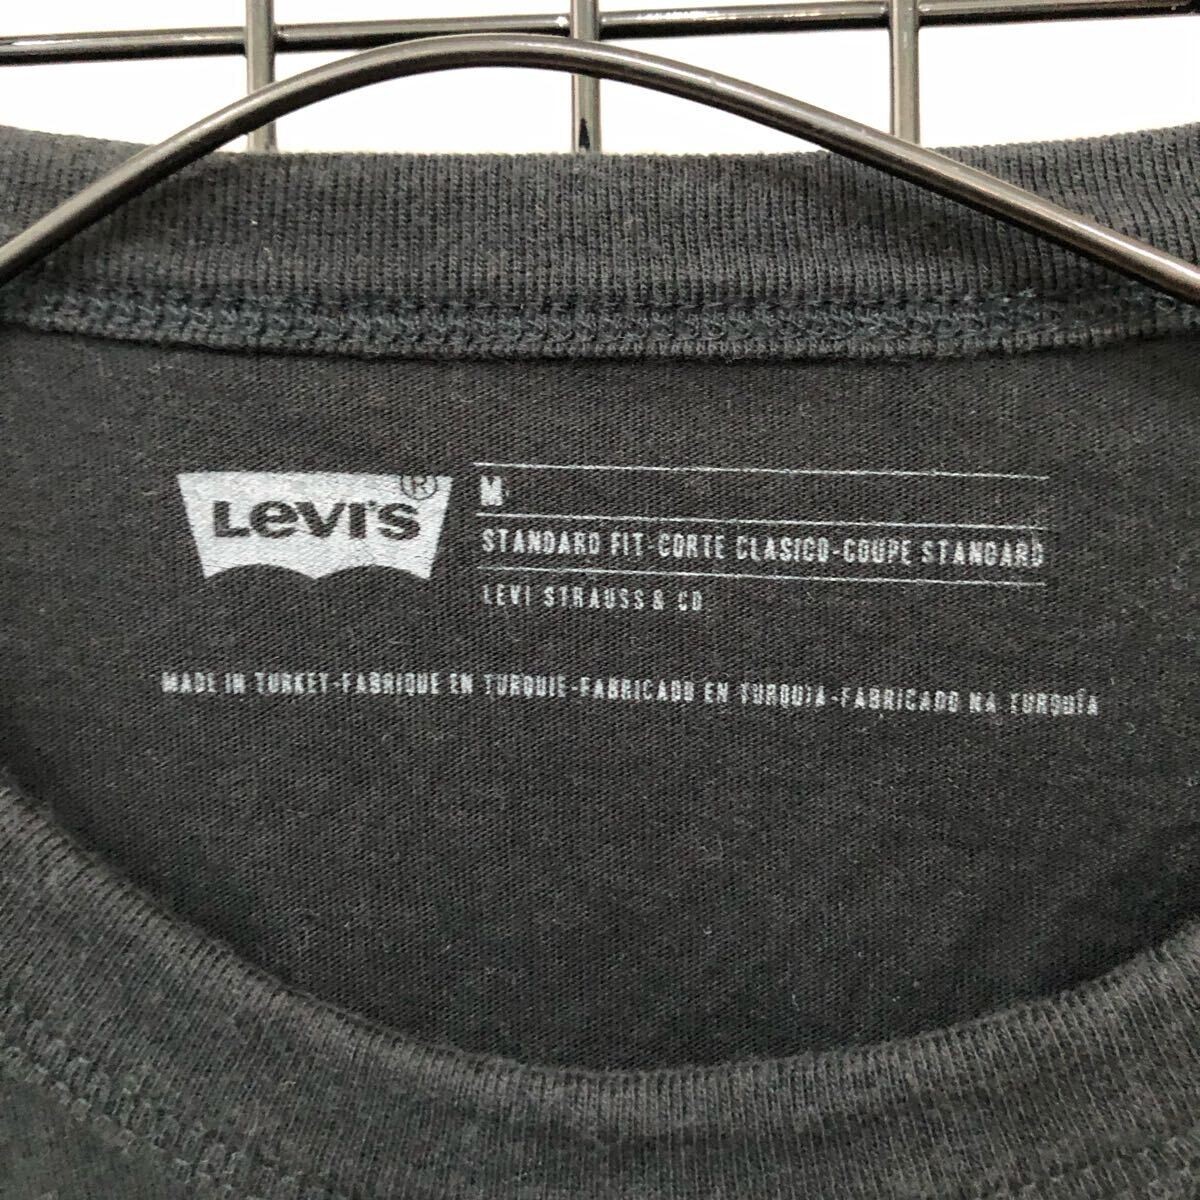 LEVI'S®
M
STANDARD FIT-CORTE CLASICO-COUPE STANDARD
LEVI STRAUSS & CO
MADE IN TURKEY-FABRIQUE EN TURQUIE-FABRICADO EN TURQUIA-FABRICADO NA TURQUÍA